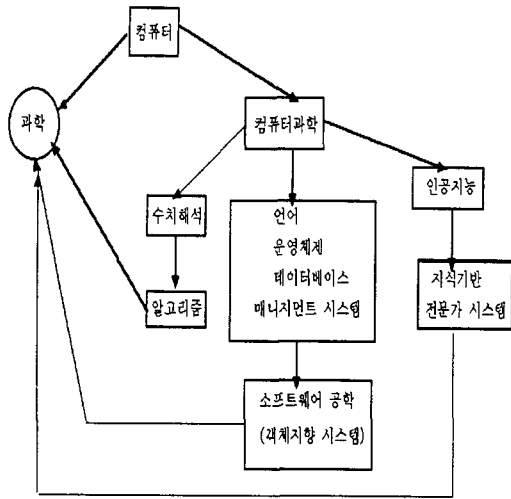 컴퓨터
과학
컴퓨터과학
인공지능
수치해석
언어
운영체제
데이터베이스
매니지먼트 시스템
알고리즘
지식기반
전문가 시스템
소프트웨어 공학
(객체지향 시스템)